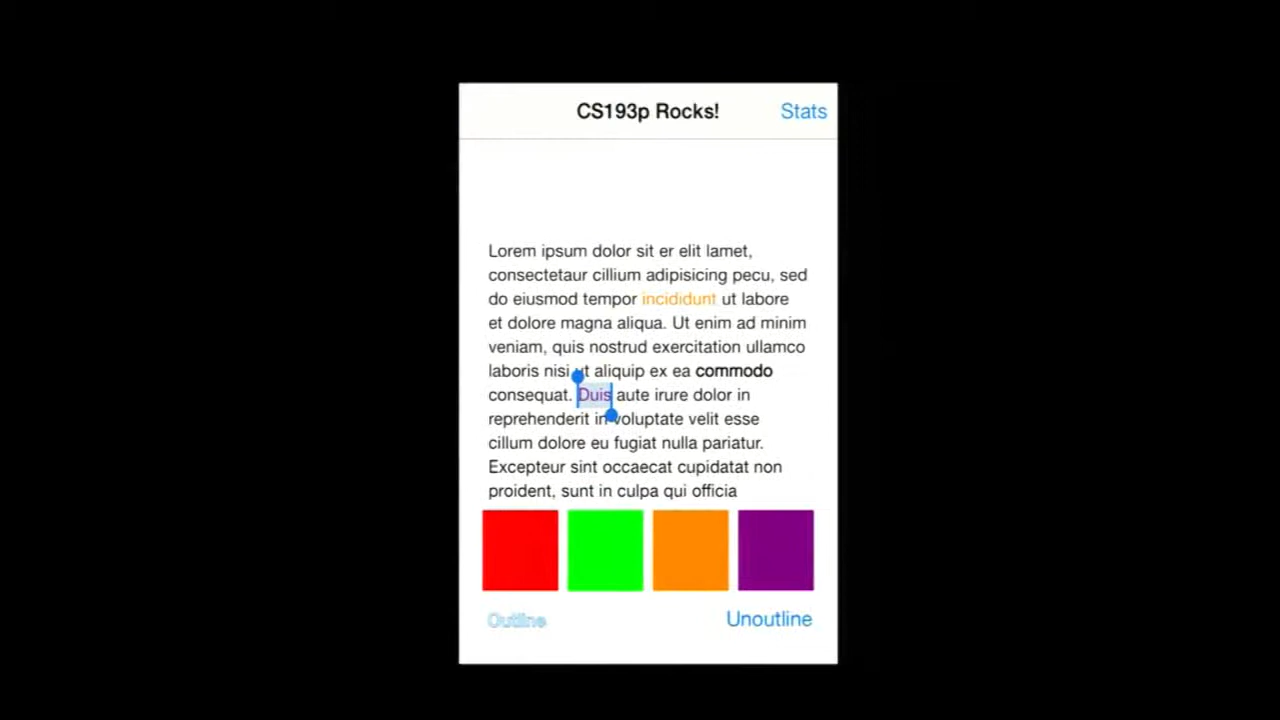 CS193p Rocks!
Stats
Lorem ipsum dolor sit er elit lamet,
consectetaur cillium adipisicing pecu, sed
do eiusmod tempor incididunt ut labore
et dolore magna aliqua. Ut enim ad minim
veniam, quis nostrud exercitation ullamco
laboris nisi ut aliquip ex ea commodo
consequat. Duis aute irure dolor in
reprehenderit in voluptate velit esse
cillum dolore eu fugiat nulla pariatur.
Excepteur sint occaecat cupidatat non
proident, sunt in culpa qui officia
Outline
Unoutline